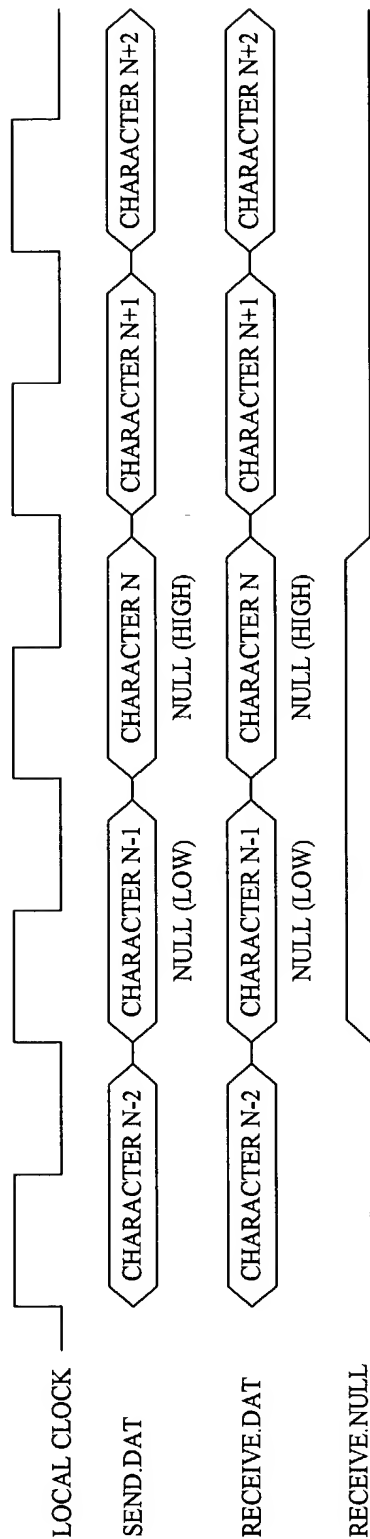 LOCAL CLOCK
SEND.DAT
CHARACTER N-2
CHARACTER N-1
CHARACTER N
CHARACTER N+1
CHARACTER N+2
NULL (LOW)
NULL (HIGH)
RECEIVE.DAT
CHARACTER N-2
CHARACTER N-1
CHARACTER N
CHARACTER N+1
CHARACTER N+2
NULL (LOW)
NULL (HIGH)
RECEIVE.NULL